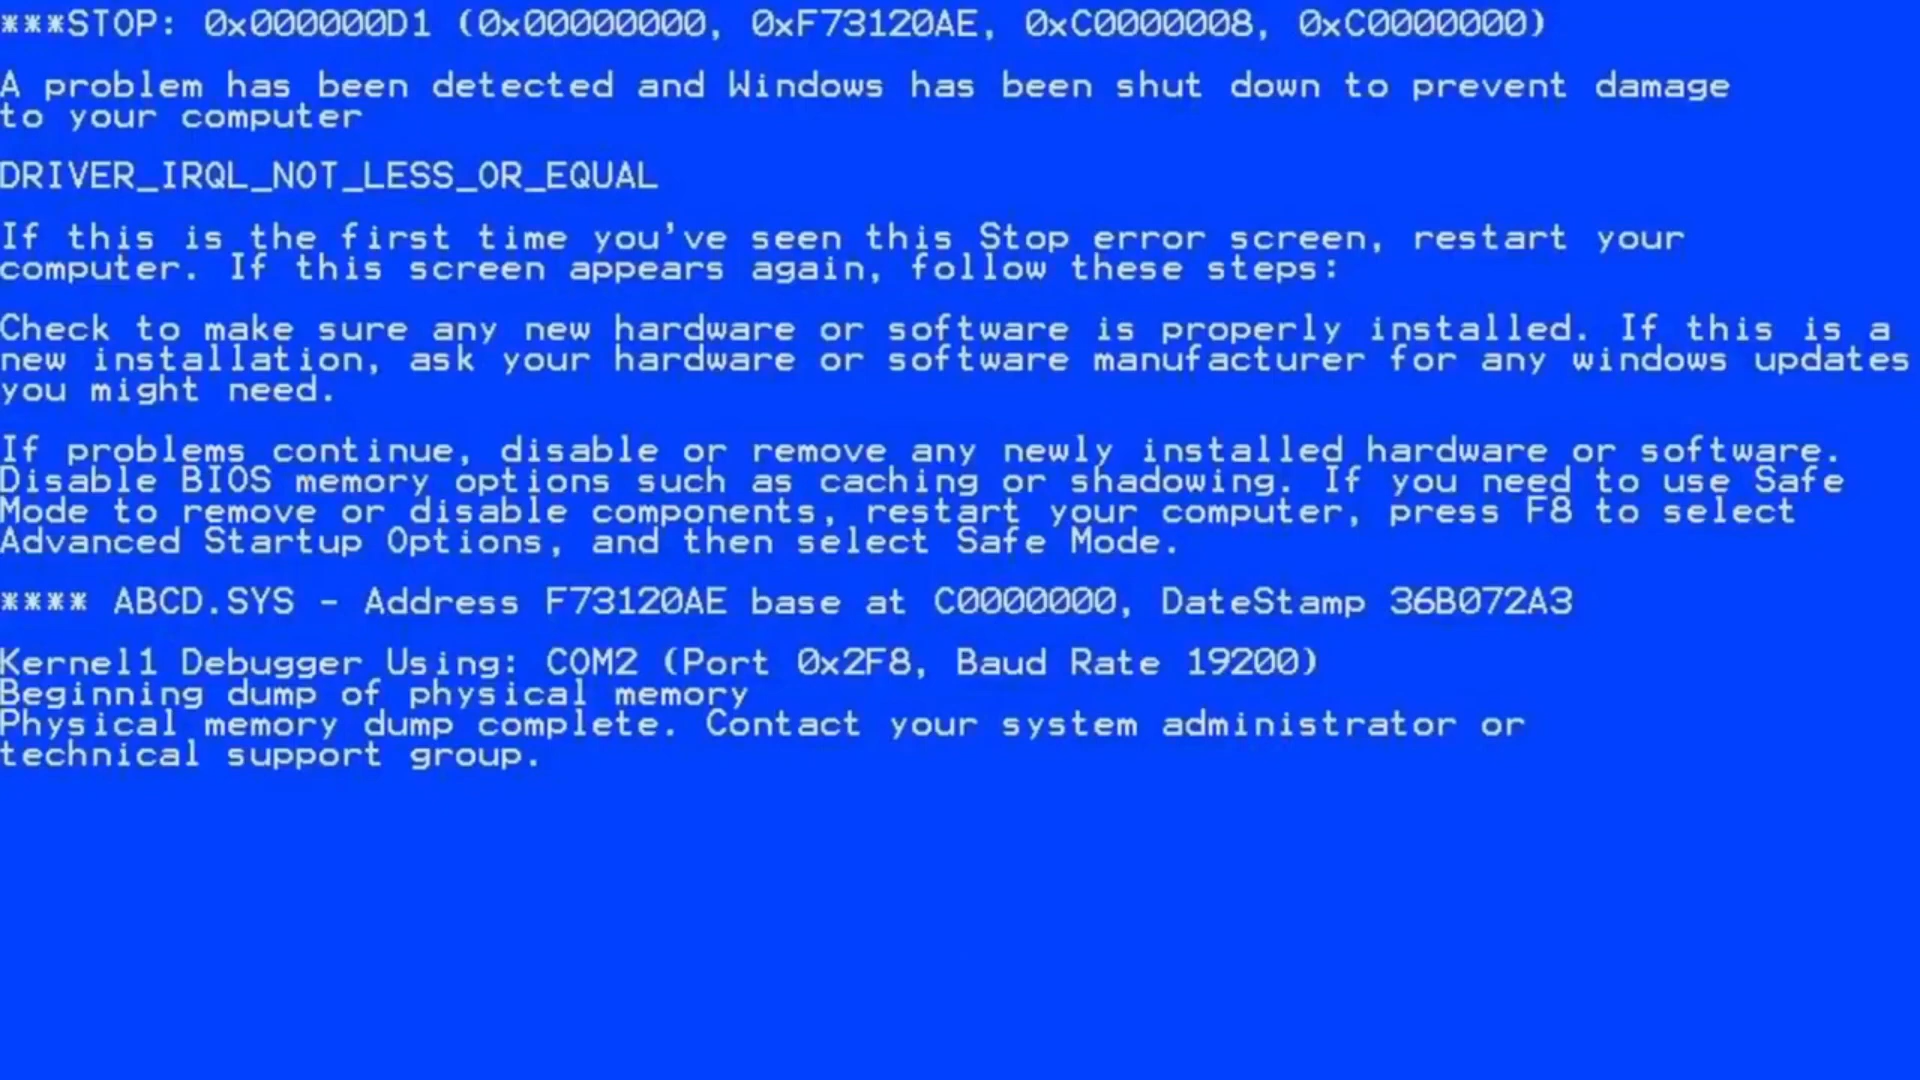 ***STOP: 0x000000D1 (0x00000000, 0xF73120AE, 0xC0000008, 0xC0000000)
A problem has been detected and Windows has been shut down to prevent damage
to your computer
DRIVER_IRQL_NOT_LESS_OR_EQUAL
If this is the first time you've seen this Stop error screen, restart your
computer. If this screen appears again, follow these steps:
Check to make sure any new hardware or software is properly installed. If this is a
new installation, ask your hardware or software manufacturer for any windows updates
you might need.
If problems continue, disable or remove any newly installed hardware or software.
Disable BIOS memory options such as caching or shadowing. If you need to use Safe
Mode to remove or disable components, restart your computer, press F8 to select
Advanced Startup Options, and then select Safe Mode.
**** ABCD.SYS - Address F73120AE base at C0000000, DateStamp 36B072A3
Kernel1 Debugger Using: COM2 (Port 0x2F8, Baud Rate 19200)
Beginning dump of physical memory
Physical memory dump complete. Contact your system administrator or
technical support group.